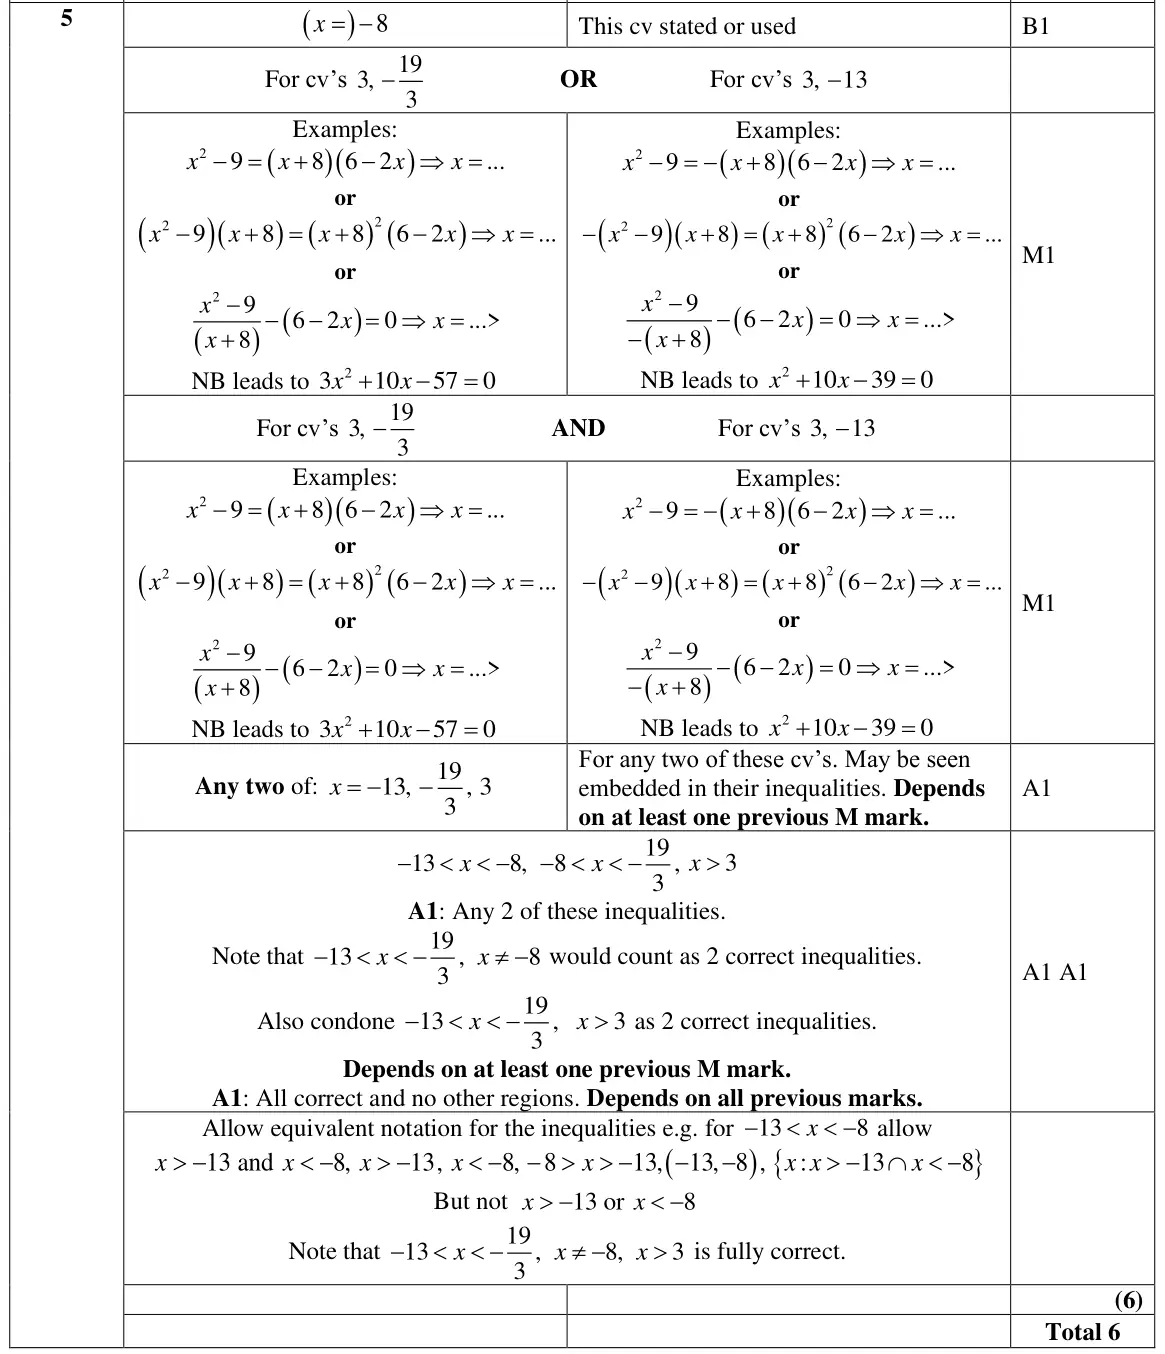 5 (x =) −8 This cv stated or used B1
For cv's 3, −19/3 OR For cv's 3, −13
Examples: Examples:
x² − 9 = (x + 8)(6 − 2x) ⇒ x = ... x² − 9 = −(x + 8)(6 − 2x) ⇒ x = ...
or or
(x² − 9)(x + 8) = (x + 8)²(6 − 2x) ⇒ x = ... −(x² − 9)(x + 8) = (x + 8)²(6 − 2x) ⇒ x = ... M1
or or
(x² − 9)/(x + 8) − (6 − 2x) = 0 ⇒ x = ...> (x² − 9)/−(x + 8) − (6 − 2x) = 0 ⇒ x = ...>
NB leads to 3x² + 10x − 57 = 0 NB leads to x² + 10x − 39 = 0
For cv's 3, −19/3 AND For cv's 3, −13
Examples: Examples:
x² − 9 = (x + 8)(6 − 2x) ⇒ x = ... x² − 9 = −(x + 8)(6 − 2x) ⇒ x = ...
or or
(x² − 9)(x + 8) = (x + 8)²(6 − 2x) ⇒ x = ... −(x² − 9)(x + 8) = (x + 8)²(6 − 2x) ⇒ x = ... M1
or or
(x² − 9)/(x + 8) − (6 − 2x) = 0 ⇒ x = ...> (x² − 9)/−(x + 8) − (6 − 2x) = 0 ⇒ x = ...>
NB leads to 3x² + 10x − 57 = 0 NB leads to x² + 10x − 39 = 0
Any two of: x = −13, −19/3, 3
For any two of these cv's. May be seen
embedded in their inequalities. Depends
on at least one previous M mark.
A1
−13 < x < −8, −8 < x < −19/3, x > 3
A1: Any 2 of these inequalities.
Note that −13 < x < −19/3, x ≠ −8 would count as 2 correct inequalities.
A1 A1
Also condone −13 < x < −19/3, x > 3 as 2 correct inequalities.
Depends on at least one previous M mark.
A1: All correct and no other regions. Depends on all previous marks.
Allow equivalent notation for the inequalities e.g. for −13 < x < −8 allow
x > −13 and x < −8, x > −13, x < −8, −8 > x > −13, (−13, −8), {x : x > −13 ∩ x < −8}
But not x > −13 or x < −8
Note that −13 < x < −19/3, x ≠ −8, x > 3 is fully correct.
(6)
Total 6